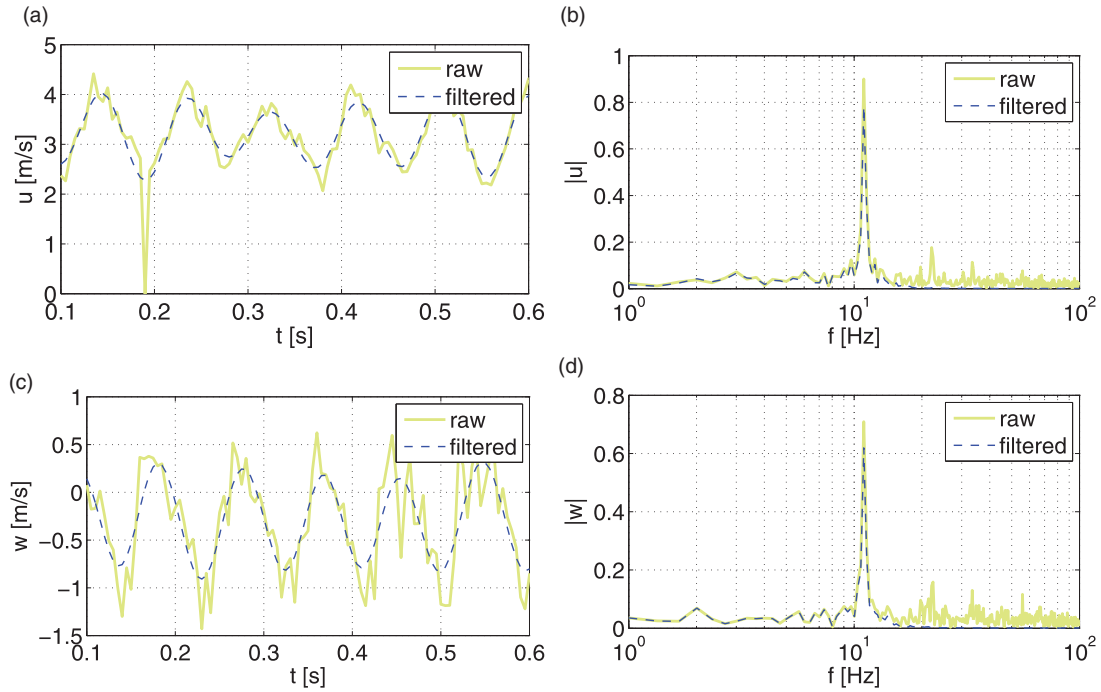 (a)
5
4
3
2
1
0
u [m/s]
0.1 0.2 0.3 0.4 0.5 0.6
t [s]
raw
filtered
(b)
1
0.8
0.6
0.4
0.2
0
|u|
10^0 10^1 10^2
f [Hz]
raw
filtered
(c)
1
0.5
0
−0.5
−1
−1.5
w [m/s]
0.1 0.2 0.3 0.4 0.5 0.6
t [s]
raw
filtered
(d)
0.8
0.6
0.4
0.2
0
|w|
10^0 10^1 10^2
f [Hz]
raw
filtered